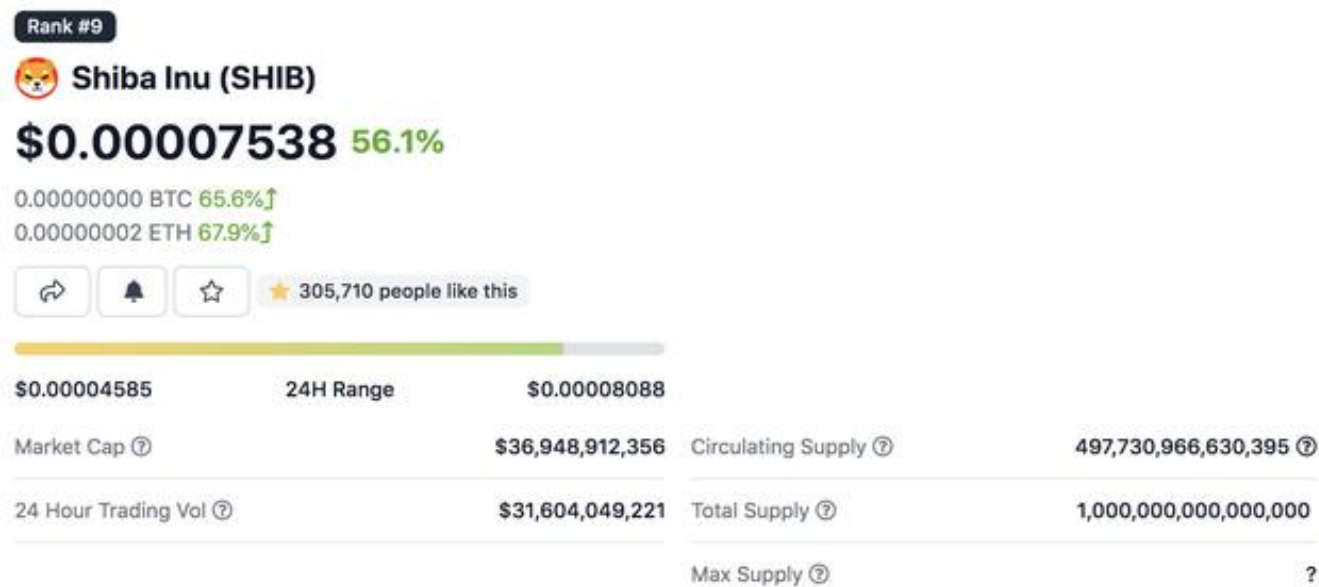 Rank #9
Shiba Inu (SHIB)
$0.00007538 56.1%
0.00000000 BTC 65.6%
0.00000002 ETH 67.9%
305,710 people like this
$0.00004585 24H Range $0.00008088
Market Cap ? $36,948,912,356 Circulating Supply ? 497,730,966,630,395 ?
24 Hour Trading Vol ? $31,604,049,221 Total Supply ? 1,000,000,000,000,000
Max Supply ? ?